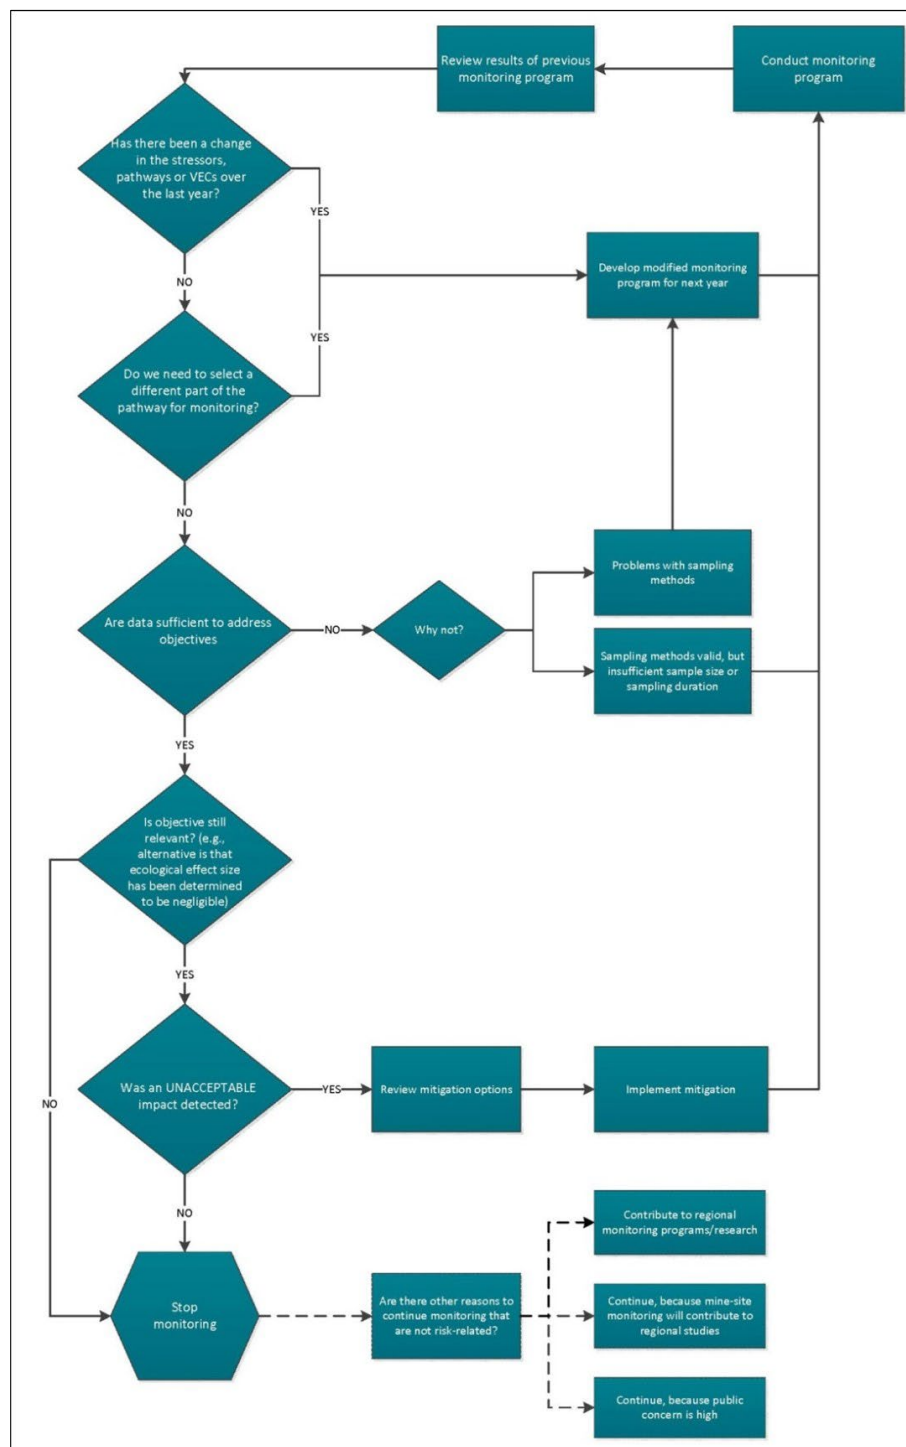 Review results of previous
monitoring program
Conduct monitoring
program
Has there been a change
in the stressors,
pathways or VECs over
the last year?
YES
NO
Develop modified monitoring
program for next year
YES
Do we need to select a
different part of the
pathway for monitoring?
NO
Problems with sampling
methods
Are data sufficient to address
objectives
NO
Why not?
Sampling methods valid, but
insufficient sample size or
sampling duration
YES
Is objective still
relevant? (e.g.,
alternative is that
ecological effect size
has been determined
to be negligible)
YES
NO
Was an UNACCEPTABLE
impact detected?
YES
Review mitigation options
Implement mitigation
NO
Stop
monitoring
Are there other reasons to
continue monitoring that
are not risk-related?
Contribute to regional
monitoring programs/research
Continue, because mine-site
monitoring will contribute to
regional studies
Continue, because public
concern is high